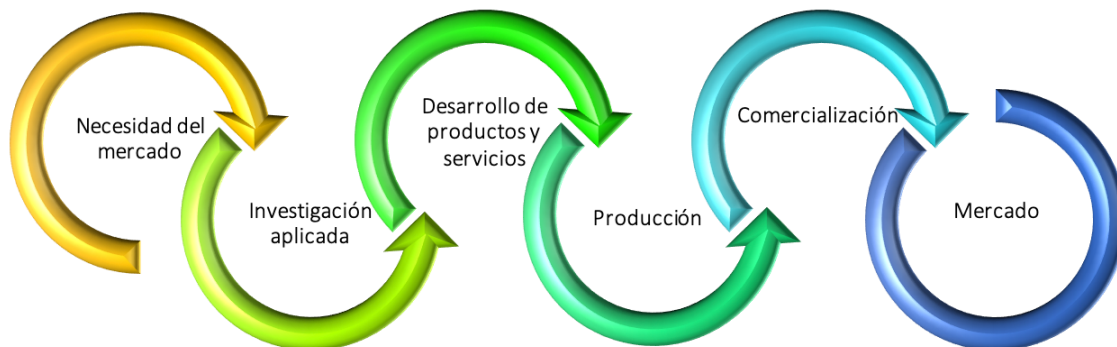 Necesidad del
mercado
Investigación
aplicada
Desarrollo de
productos y
servicios
Producción
Comercialización
Mercado